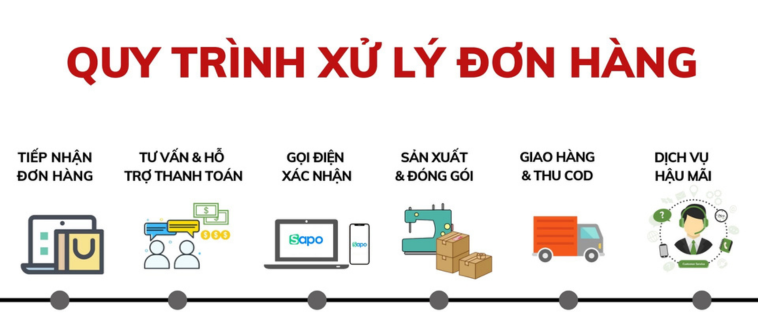 QUY TRÌNH XỬ LÝ ĐƠN HÀNG
TIẾP NHẬN
ĐƠN HÀNG
TƯ VẤN & HỖ
TRỢ THANH TOÁN
GỌI ĐIỆN
XÁC NHẬN
SẢN XUẤT
& ĐÓNG GÓI
GIAO HÀNG
& THU COD
DỊCH VỤ
HẬU MÃI
Sapo
Sapo